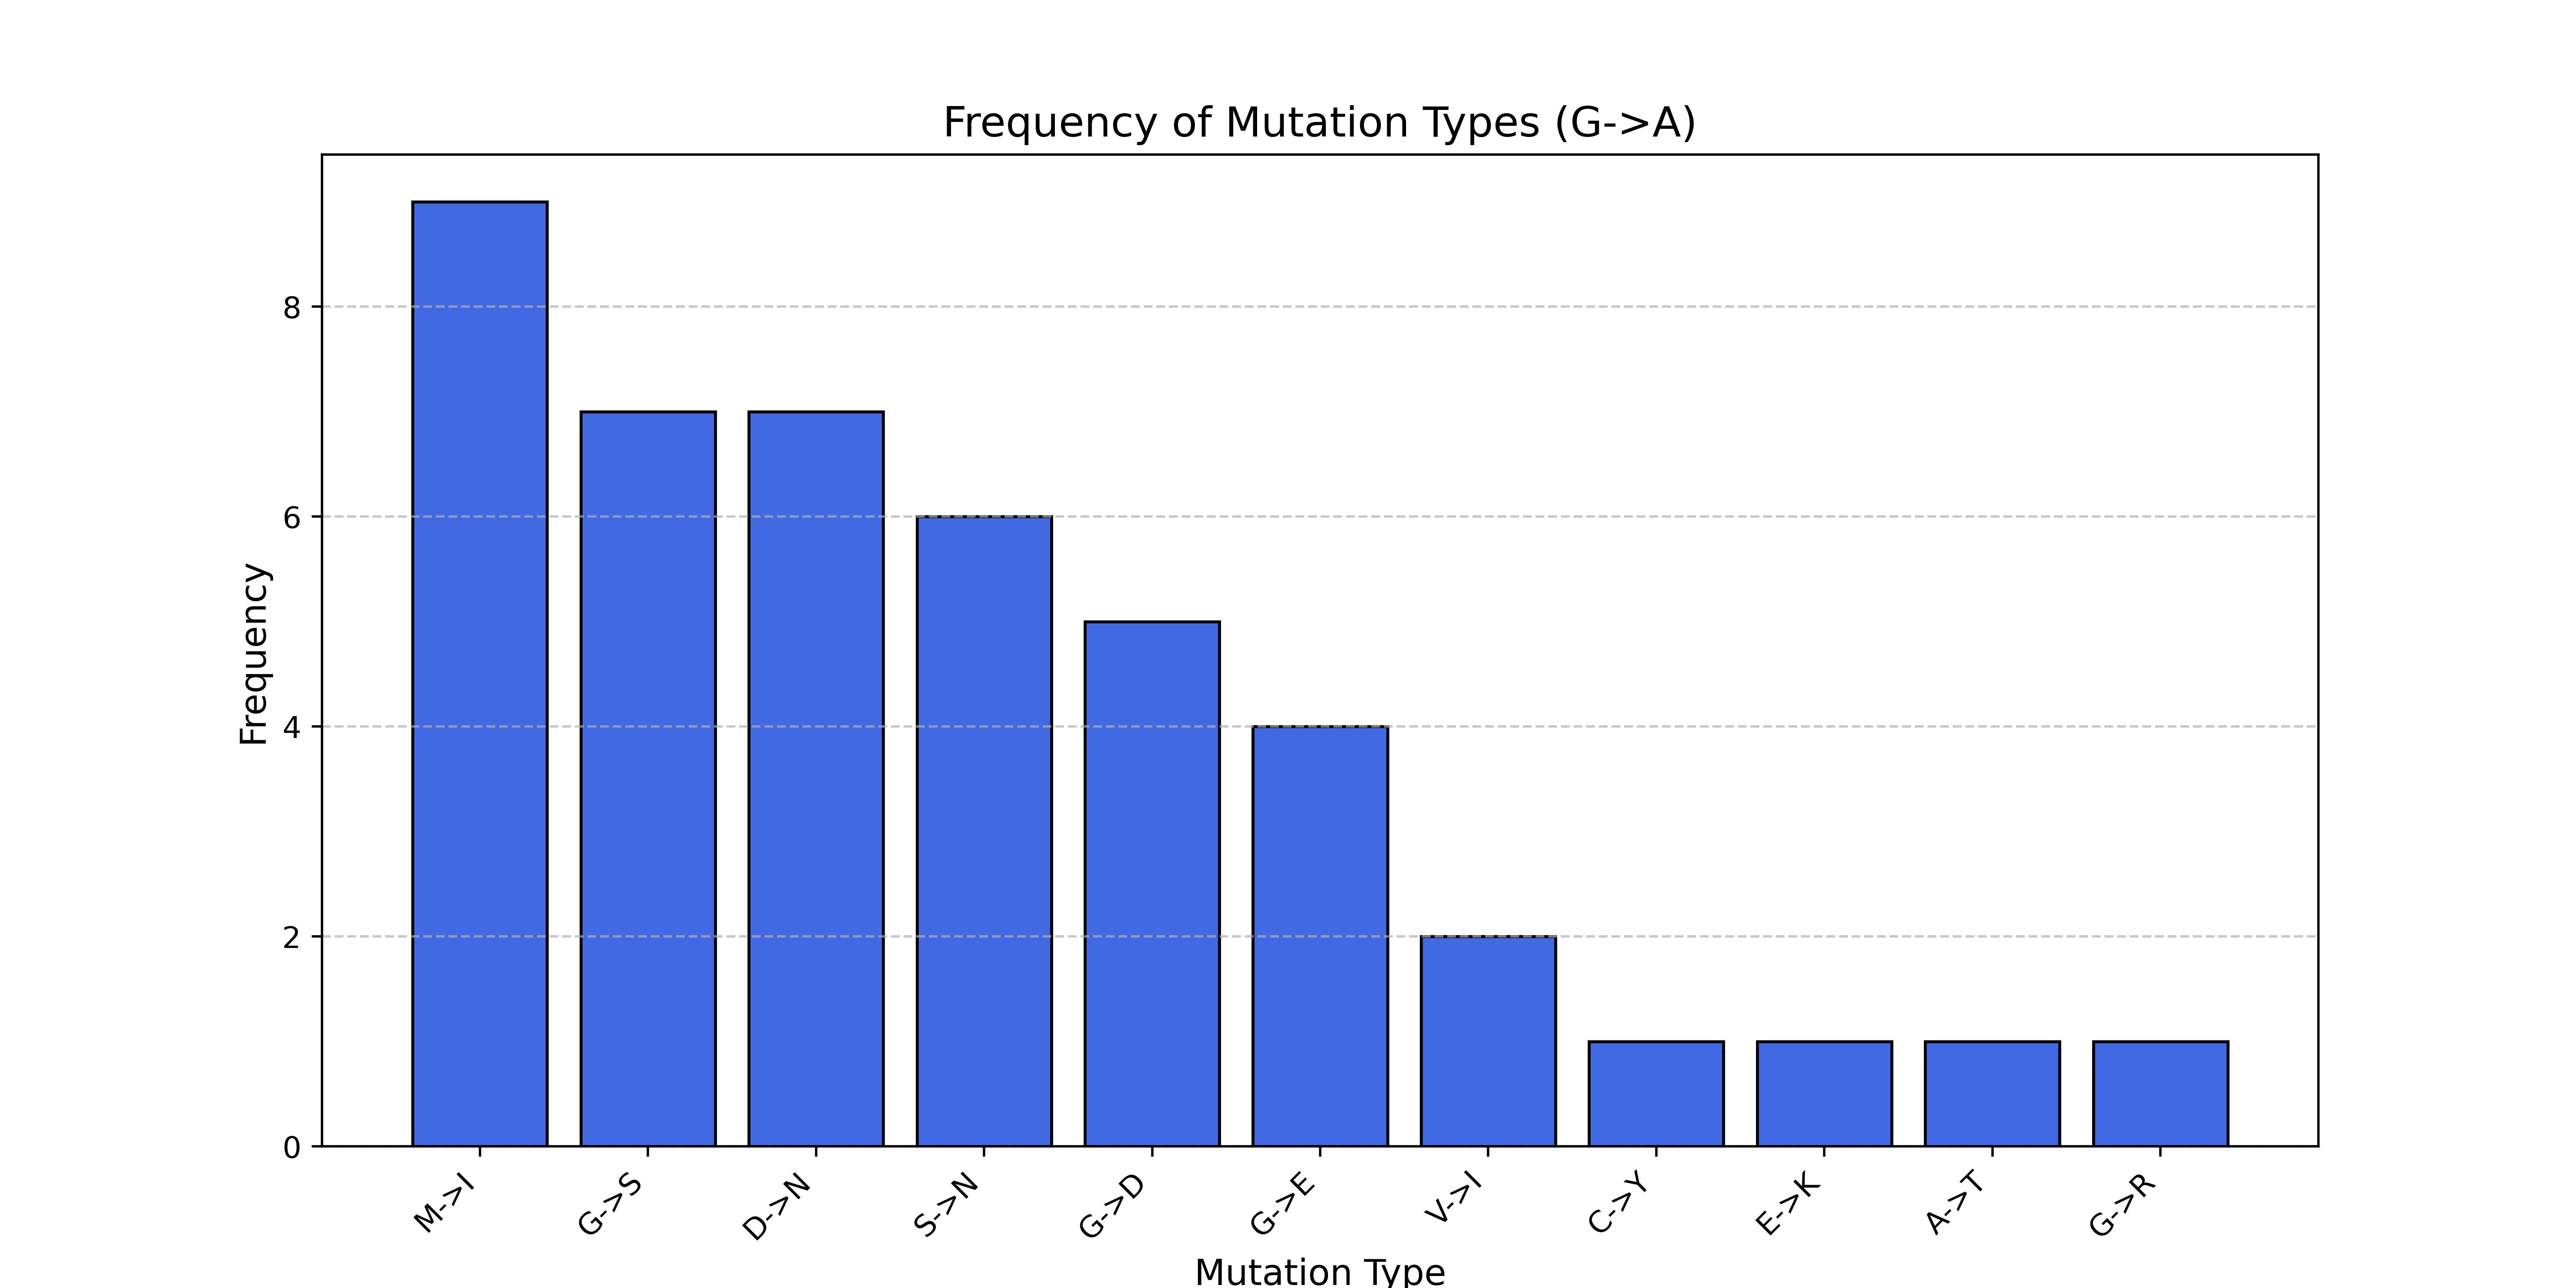 Frequency of Mutation Types (G->A)
Frequency
8
6
4
2
0
M->I
G->S
D->N
S->N
G->D
G->E
V->I
C->Y
E->K
A->T
G->R
Mutation Type